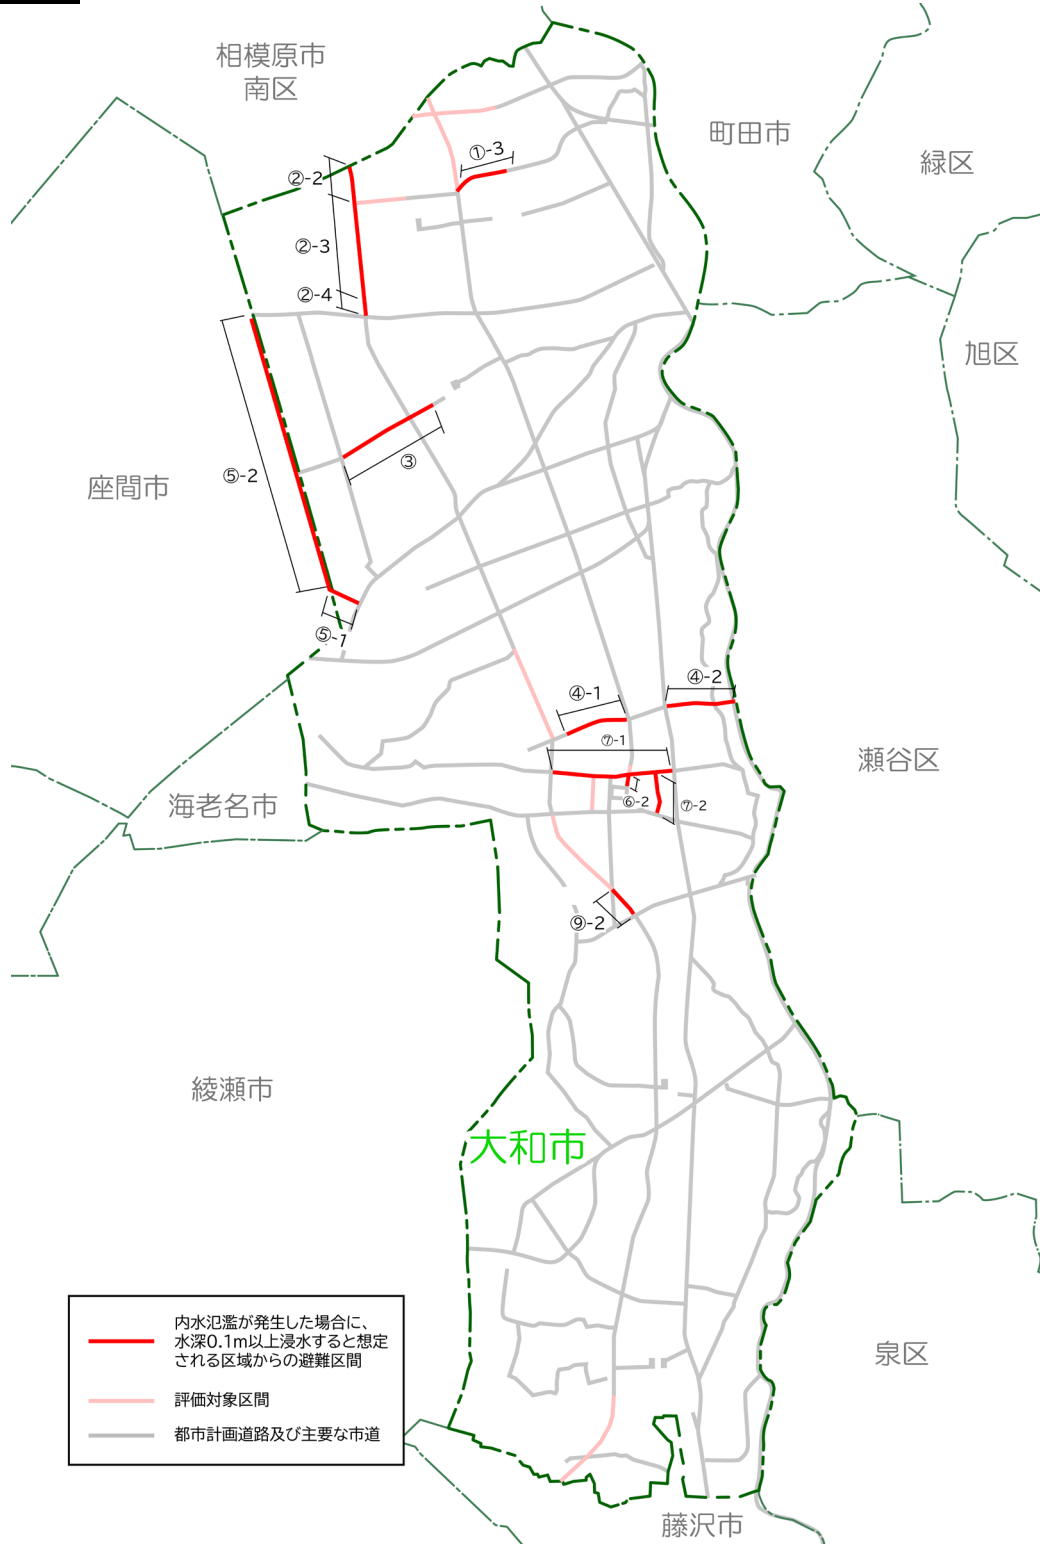 相模原市
南区
町田市
緑区
①-3
②-2
②-3
②-4
旭区
③
⑤-2
座間市
⑤-1
④-2
④-1
⑦-1
瀬谷区
海老名市
⑥-2
⑦-2
⑨-2
綾瀬市
大和市
内水氾濫が発生した場合に、
水深0.1m以上浸水すると想定
される区域からの避難区間
泉区
評価対象区間
都市計画道路及び主要な市道
藤沢市